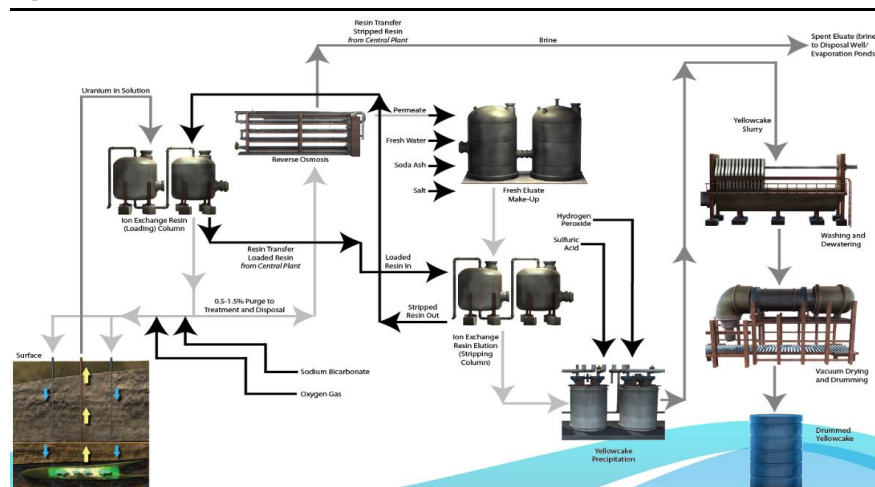 Resin Transfer
Stripped Resin
from Central Plant
Brine
Spent Eluate (brine)
to Disposal Well/
Evaporation Ponds
Uranium in Solution
Permeate
Yellowcake
Slurry
Fresh Water
Reverse Osmosis
Soda Ash
Salt
Fresh Eluate
Make-Up
Ion Exchange Resin
(Loading) Column
Hydrogen
Peroxide
Washing and
Dewatering
Sulfuric
Acid
Resin Transfer
Loaded Resin
from Central Plant
Loaded
Resin In
0.5-1.5% Purge to
Treatment and Disposal
Stripped
Resin Out
Ion Exchange
Resin Elution
(Stripping
Column)
Surface
Sodium Bicarbonate
Vacuum Drying
and Drumming
Oxygen Gas
Drummed
Yellowcake
Yellowcake
Precipitation